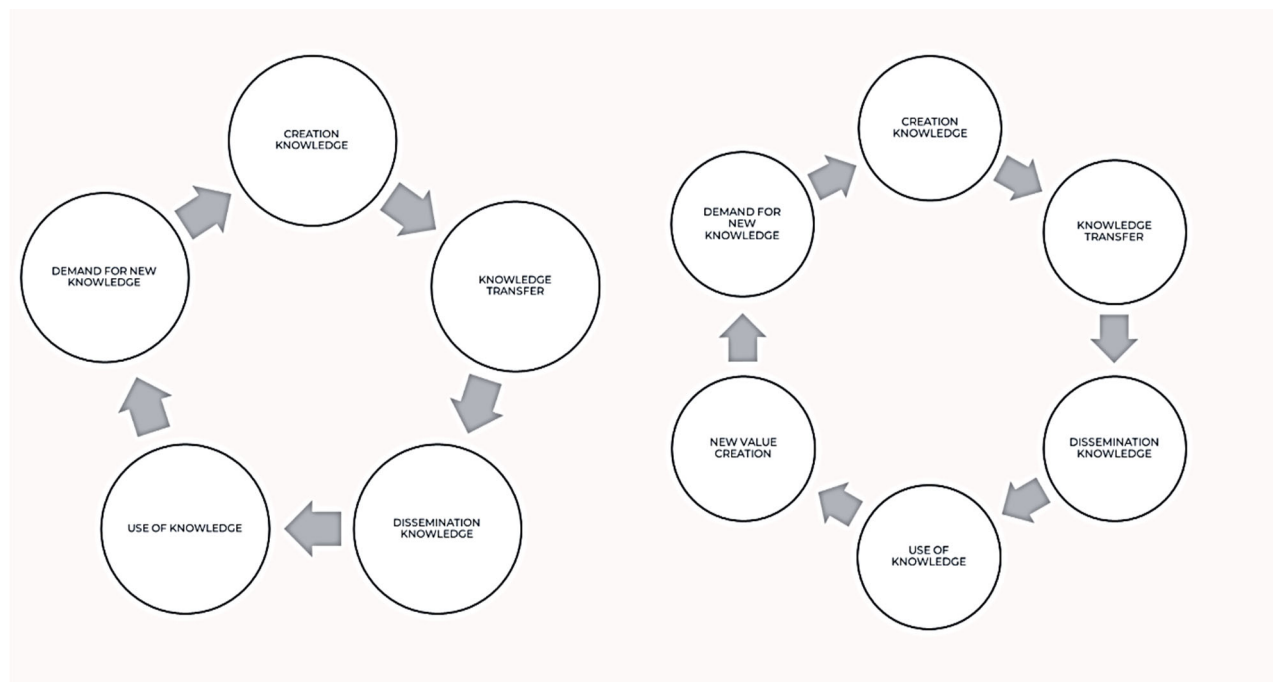 CREATION
KNOWLEDGE
KNOWLEDGE
TRANSFER
DISSEMINATION
KNOWLEDGE
USE OF KNOWLEDGE
DEMAND FOR NEW
KNOWLEDGE
CREATION
KNOWLEDGE
KNOWLEDGE
TRANSFER
DISSEMINATION
KNOWLEDGE
USE OF
KNOWLEDGE
NEW VALUE
CREATION
DEMAND FOR
NEW
KNOWLEDGE